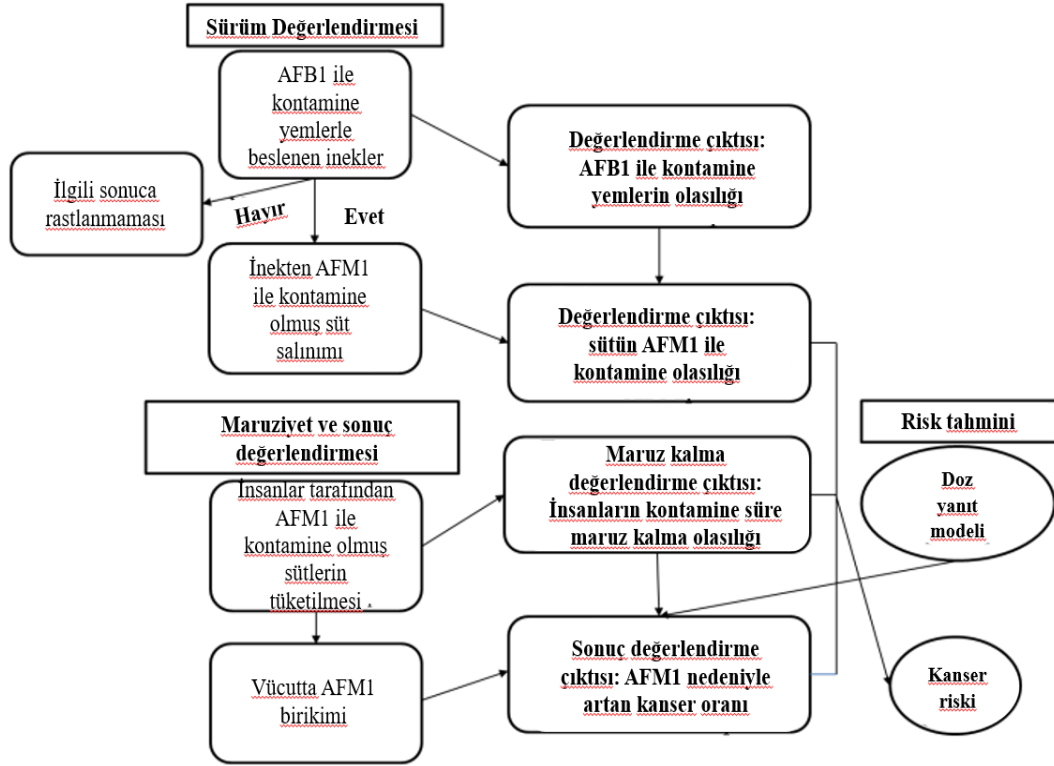 Sürüm Değerlendirmesi
AFB1 ile
kontamine
yemlerle
beslenen inekler
Değerlendirme çıktısı:
AFB1 ile kontamine
yemlerin olasılığı
İlgili sonuca
rastlanmaması
Hayır
Evet
İnekten AFM1
ile kontamine
olmuş süt
salınımı
Değerlendirme çıktısı:
sütün AFM1 ile
kontamine olasılığı
Maruziyet ve sonuç
değerlendirmesi
Risk tahmini
İnsanlar tarafından
AFM1 ile
kontamine olmuş
sütlerin
tüketilmesi
Maruz kalma
değerlendirme çıktısı:
İnsanların kontamine süre
maruz kalma olasılığı
Doz
yanıt
modeli
Vücutta AFM1
birikimi
Sonuç değerlendirme
çıktısı: AFM1 nedeniyle
artan kanser oranı
Kanser
riski